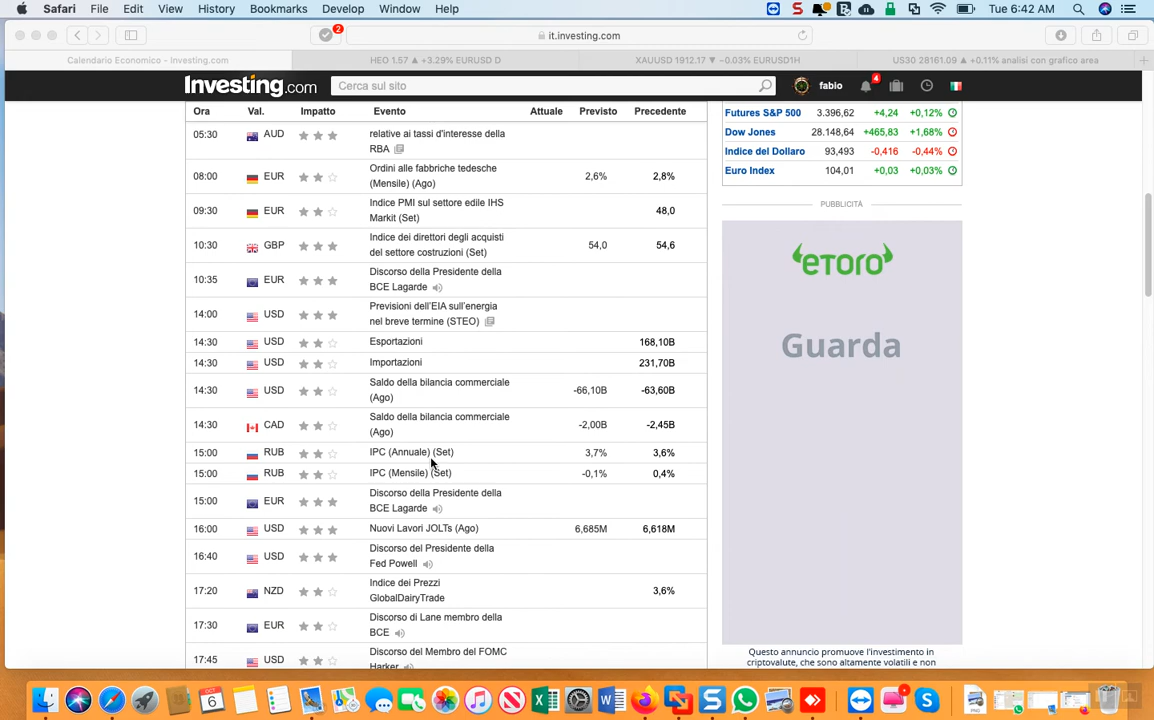 Safari File Edit View History Bookmarks Develop Window Help Tue 6:42 AM
2 it.investing.com
Calendario Economico - Investing.com HEO 1.57 ▲ +3.29% EURUSD D XAUUSD 1912.17 ▼ −0.03% EURUSD1H US30 28161.09 ▲ +0.11% analisi con grafico area
Investing.com Cerca sul sito fabio 4
Ora Val. Impatto Evento Attuale Previsto Precedente
05:30 AUD relative ai tassi d'interesse della
RBA
08:00 EUR Ordini alle fabbriche tedesche
(Mensile) (Ago) 2,6% 2,8%
09:30 EUR Indice PMI sul settore edile IHS
Markit (Set) 48,0
10:30 GBP Indice dei direttori degli acquisti
del settore costruzioni (Set) 54,0 54,6
10:35 EUR Discorso della Presidente della
BCE Lagarde
14:00 USD Previsioni dell'EIA sull'energia
nel breve termine (STEO)
14:30 USD Esportazioni 168,10B
14:30 USD Importazioni 231,70B
14:30 USD Saldo della bilancia commerciale
(Ago) -66,10B -63,60B
14:30 CAD Saldo della bilancia commerciale
(Ago) -2,00B -2,45B
15:00 RUB IPC (Annuale) (Set) 3,7% 3,6%
15:00 RUB IPC (Mensile) (Set) -0,1% 0,4%
15:00 EUR Discorso della Presidente della
BCE Lagarde
16:00 USD Nuovi Lavori JOLTs (Ago) 6,685M 6,618M
16:40 USD Discorso del Presidente della
Fed Powell
17:20 NZD Indice dei Prezzi
GlobalDairyTrade 3,6%
17:30 EUR Discorso di Lane membro della
BCE
17:45 USD Discorso del Membro del FOMC
Harker
Futures S&P 500 3.396,62 +4,24 +0,12%
Dow Jones 28.148,64 +465,83 +1,68%
Indice del Dollaro 93,493 -0,416 -0,44%
Euro Index 104,01 +0,03 +0,03%
PUBBLICITÀ
eToro
Guarda
Questo annuncio promuove l'investimento in
criptovalute, che sono altamente volatili e non
OCT
6